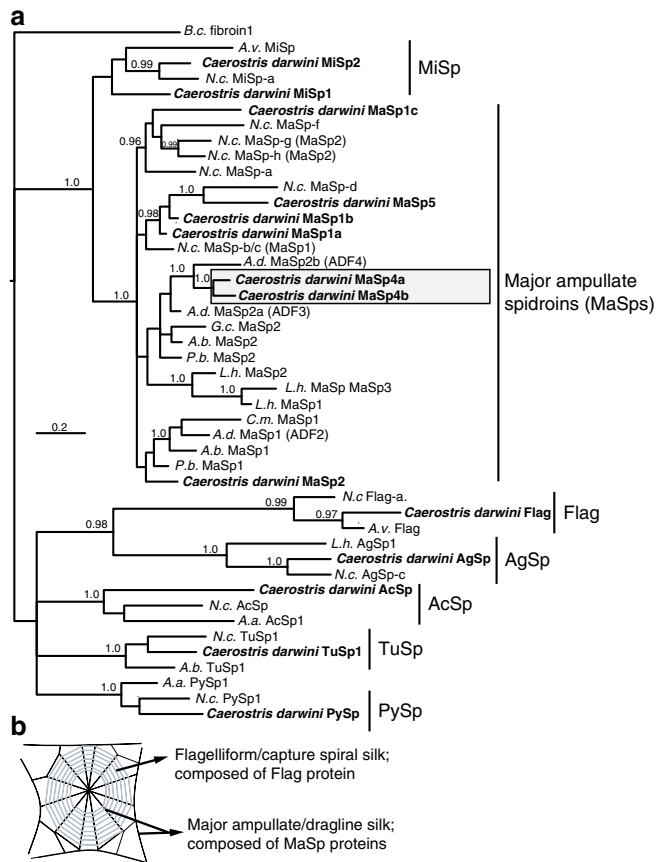 a
B.c. fibroin1
A.v. MiSp
0.99
Caerostris darwini MiSp2
N.c. MiSp-a
Caerostris darwini MiSp1
MiSp
Caerostris darwini MaSp1c
N.c. MaSp-f
0.96
0.99
N.c. MaSp-g (MaSp2)
N.c. MaSp-h (MaSp2)
N.c. MaSp-a
1.0
1.0
N.c. MaSp-d
Caerostris darwini MaSp5
0.98
Caerostris darwini MaSp1b
Caerostris darwini MaSp1a
N.c. MaSp-b/c (MaSp1)
A.d. MaSp2b (ADF4)
1.0
1.0
Caerostris darwini MaSp4a
Caerostris darwini MaSp4b
Major ampullate
spidroins (MaSps)
1.0
A.d. MaSp2a (ADF3)
G.c. MaSp2
A.b. MaSp2
P.b. MaSp2
1.0
L.h. MaSp2
1.0
L.h. MaSp MaSp3
L.h. MaSp1
C.m. MaSp1
0.2
1.0
A.d. MaSp1 (ADF2)
A.b. MaSp1
P.b. MaSp1
Caerostris darwini MaSp2
0.99
N.c Flag-a.
0.97
Caerostris darwini Flag
A.v. Flag
Flag
0.98
L.h. AgSp1
1.0
1.0
Caerostris darwini AgSp
N.c. AgSp-c
AgSp
Caerostris darwini AcSp
1.0
N.c. AcSp
A.a. AcSp1
AcSp
N.c. TuSp1
1.0
Caerostris darwini TuSp1
A.b. TuSp1
TuSp
A.a. PySp1
1.0
N.c. PySp1
Caerostris darwini PySp
PySp
b
Flagelliform/capture spiral silk;
composed of Flag protein
Major ampullate/dragline silk;
composed of MaSp proteins